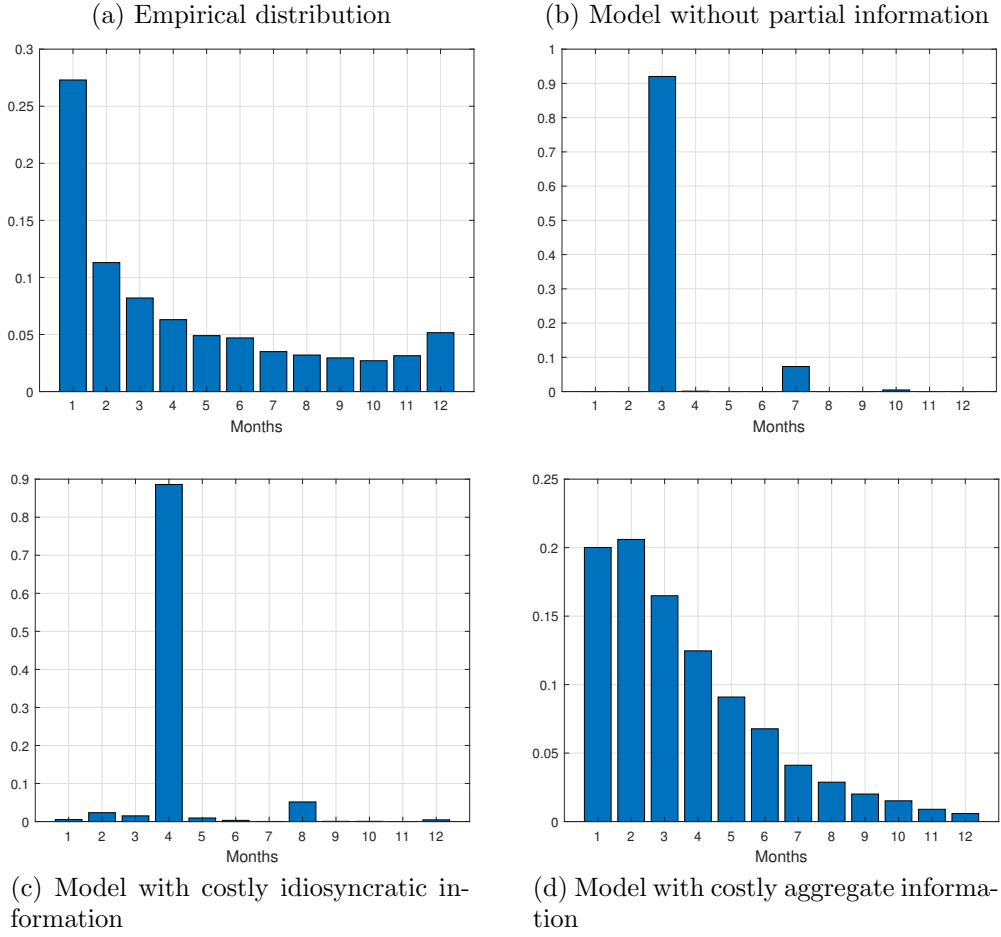 (a) Empirical distribution
0.3
0.25
0.2
0.15
0.1
0.05
0
1 2 3 4 5 6 7 8 9 10 11 12
Months
(b) Model without partial information
1
0.9
0.8
0.7
0.6
0.5
0.4
0.3
0.2
0.1
0
1 2 3 4 5 6 7 8 9 10 11 12
Months
0.9
0.8
0.7
0.6
0.5
0.4
0.3
0.2
0.1
0
1 2 3 4 5 6 7 8 9 10 11 12
Months
(c) Model with costly idiosyncratic in-
formation
0.25
0.2
0.15
0.1
0.05
0
1 2 3 4 5 6 7 8 9 10 11 12
Months
(d) Model with costly aggregate informa-
tion